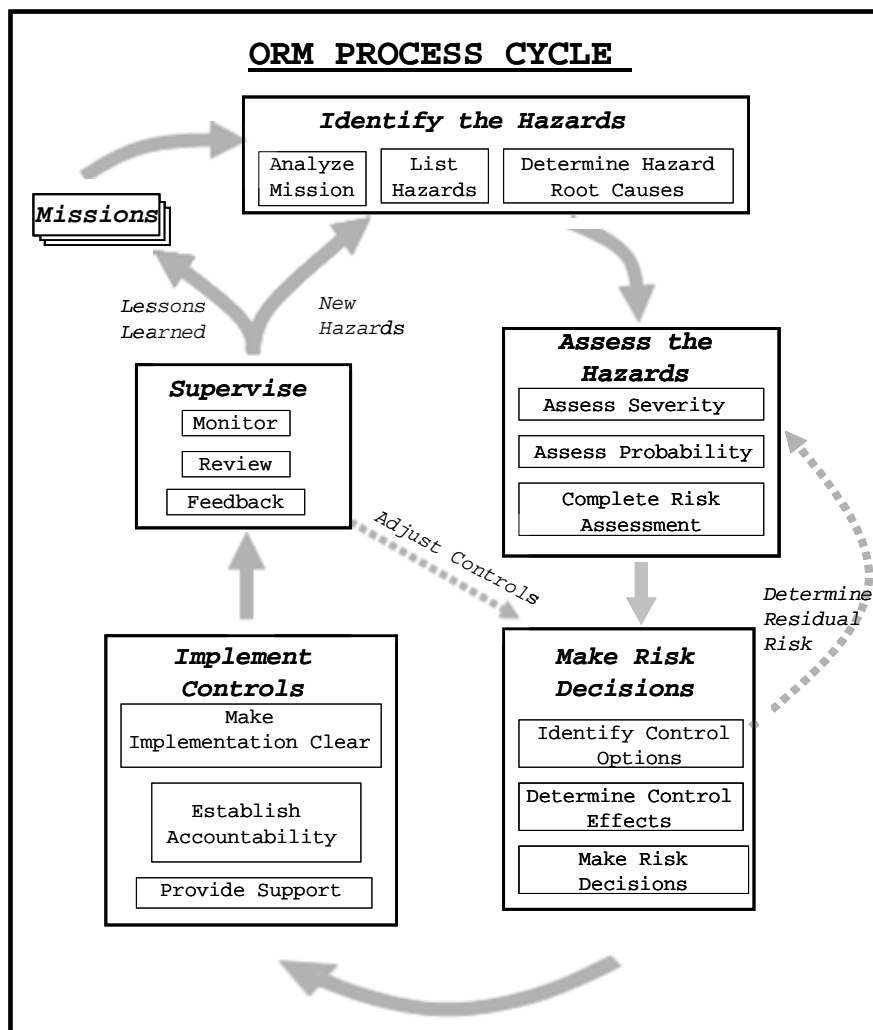 ORM PROCESS CYCLE
Identify the Hazards
Analyze
Mission
List
Hazards
Determine Hazard
Root Causes
Missions
Lessons
Learned
New
Hazards
Assess the
Hazards
Assess Severity
Assess Probability
Complete Risk
Assessment
Supervise
Monitor
Review
Feedback
Adjust Controls
Determine
Residual
Risk
Make Risk
Decisions
Identify Control
Options
Determine Control
Effects
Make Risk
Decisions
Implement
Controls
Make
Implementation Clear
Establish
Accountability
Provide Support